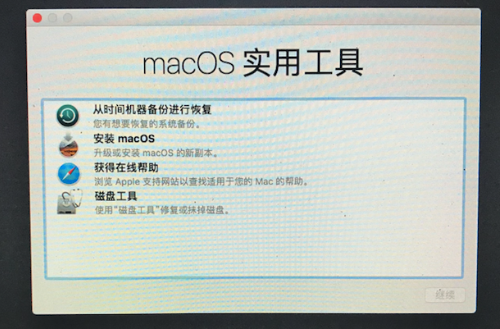 macOS 实用工具
从时间机器备份进行恢复
您有想要恢复的系统备份。
安装 macOS
升级或安装 macOS 的新副本。
获得在线帮助
浏览 Apple 支持网站以查找适用于您的 Mac 的帮助。
磁盘工具
使用“磁盘工具”修复或抹掉磁盘。
继续